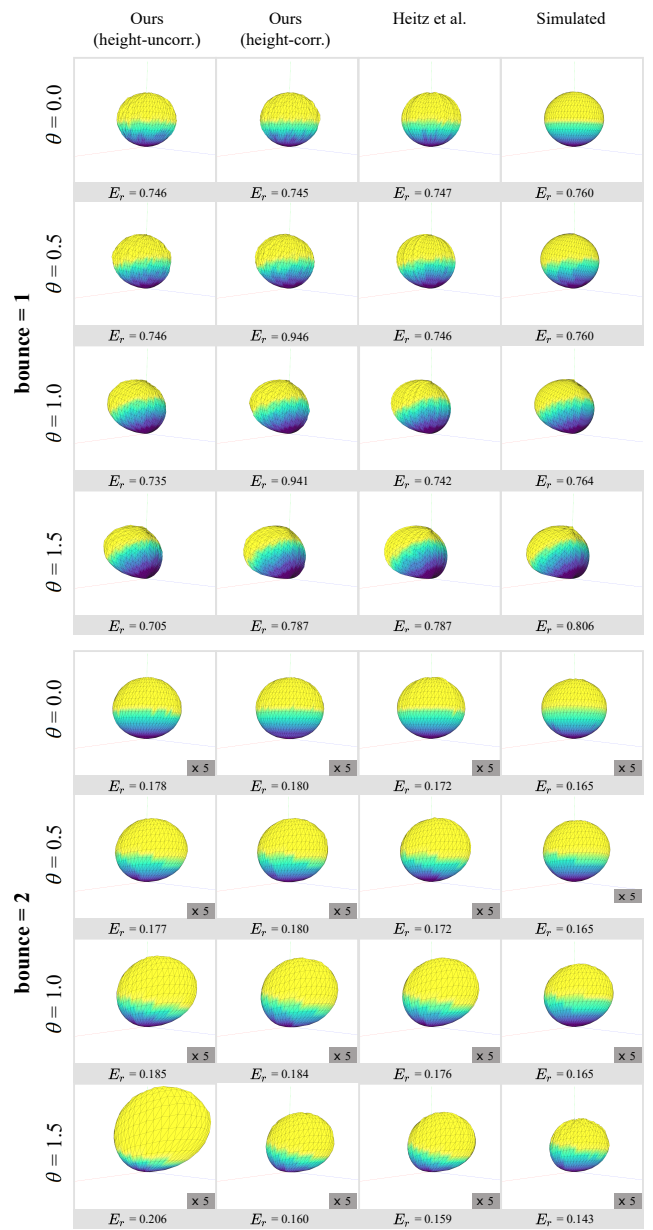 Ours
(height-uncorr.)
Ours
(height-corr.)
Heitz et al.
Simulated
bounce = 1
θ = 0.0
E_r = 0.746
E_r = 0.745
E_r = 0.747
E_r = 0.760
θ = 0.5
E_r = 0.746
E_r = 0.946
E_r = 0.746
E_r = 0.760
θ = 1.0
E_r = 0.735
E_r = 0.941
E_r = 0.742
E_r = 0.764
θ = 1.5
E_r = 0.705
E_r = 0.787
E_r = 0.787
E_r = 0.806
bounce = 2
θ = 0.0
x 5
x 5
x 5
x 5
E_r = 0.178
E_r = 0.180
E_r = 0.172
E_r = 0.165
θ = 0.5
x 5
x 5
x 5
x 5
E_r = 0.177
E_r = 0.180
E_r = 0.172
E_r = 0.165
θ = 1.0
x 5
x 5
x 5
x 5
E_r = 0.185
E_r = 0.184
E_r = 0.176
E_r = 0.165
θ = 1.5
x 5
x 5
x 5
x 5
E_r = 0.206
E_r = 0.160
E_r = 0.159
E_r = 0.143